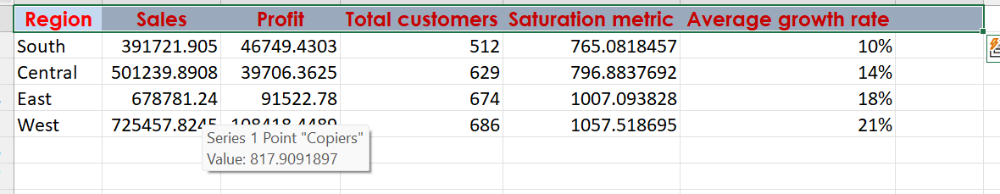 Region Sales Profit Total customers Saturation metric Average growth rate
South 391721.905 46749.4303 512 765.0818457 10%
Central 501239.8908 39706.3625 629 796.8837692 14%
East 678781.24 91522.78 674 1007.093828 18%
West 725457.8245 108418.4489 686 1057.518695 21%
Series 1 Point "Copiers"
Value: 817.9091897